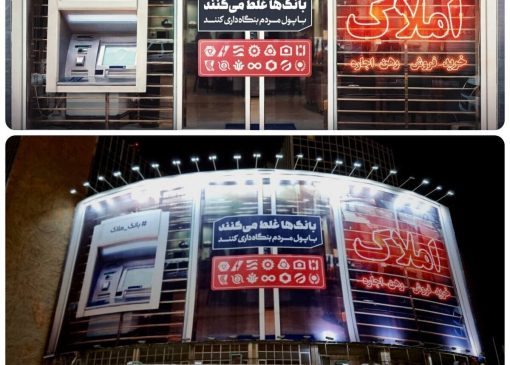 بانک‌ها غلط می‌کنند
با پول مردم بنگاه‌داری کنند
املاک
خرید . فروش . رهن . اجاره
#بانک_ملاک
بانک‌ها غلط می‌کنند
با پول مردم بنگاه‌داری کنند
املاک
خرید . فروش . رهن . اجاره